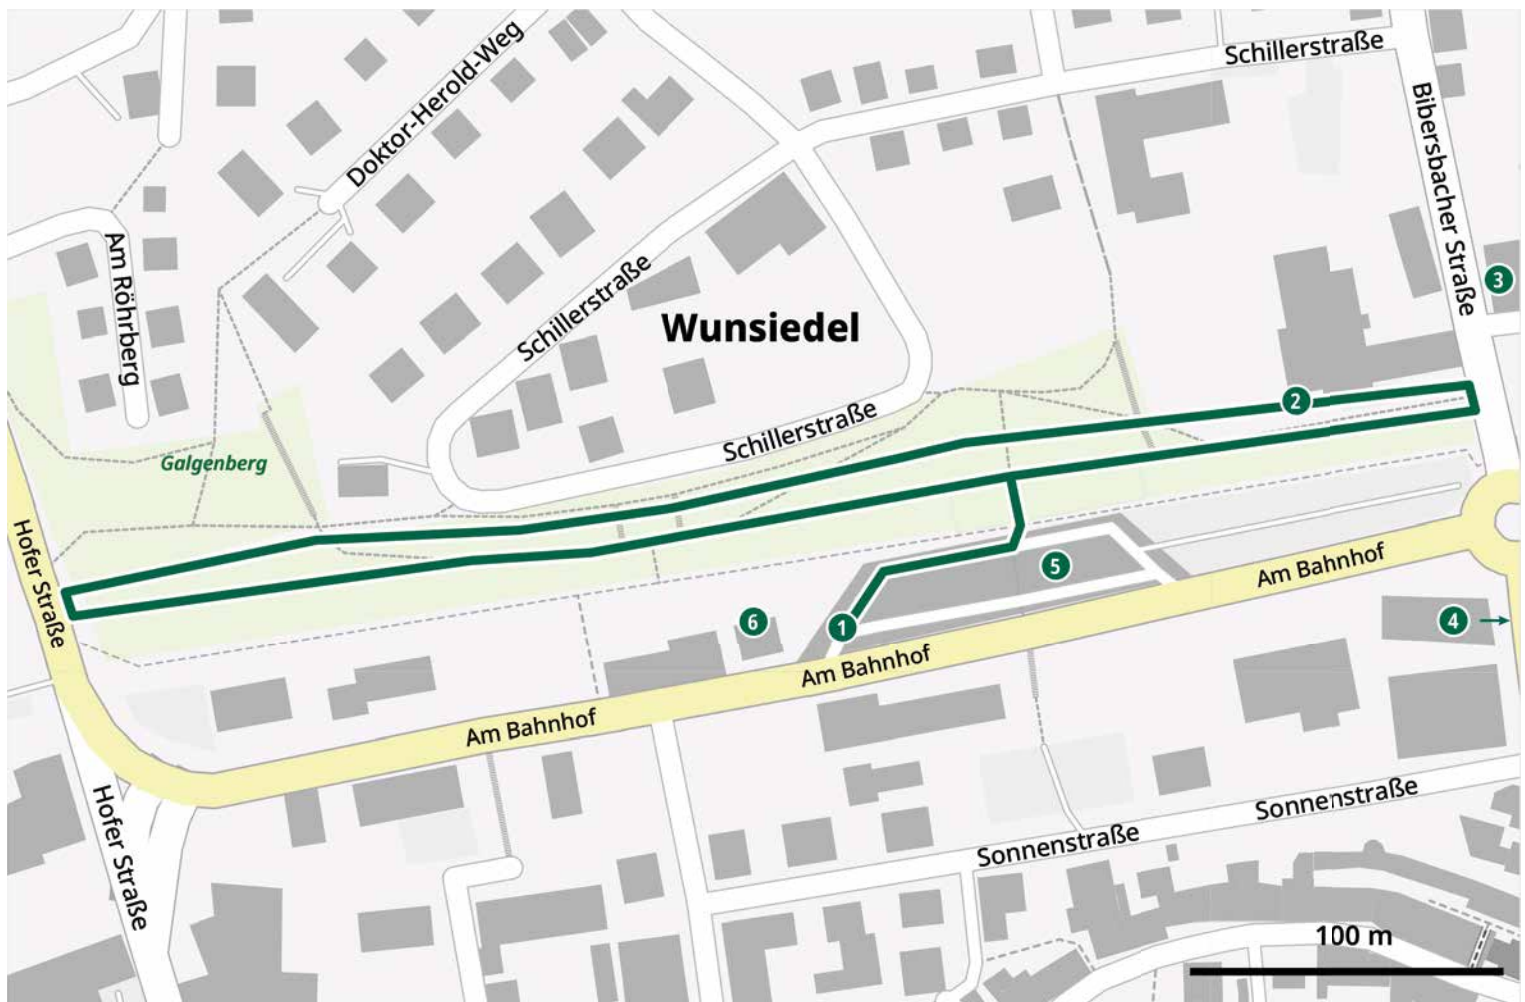 Schillerstraße
Doktor-Herold-Weg
Bibersbacher Straße
Am Röhrberg
3
Schillerstraße
Wunsiedel
2
Schillerstraße
Galgenberg
Hofer Straße
5
Am Bahnhof
6
1
4
Am Bahnhof
Am Bahnhof
Hofer Straße
Sonnenstraße
Sonnenstraße
100 m